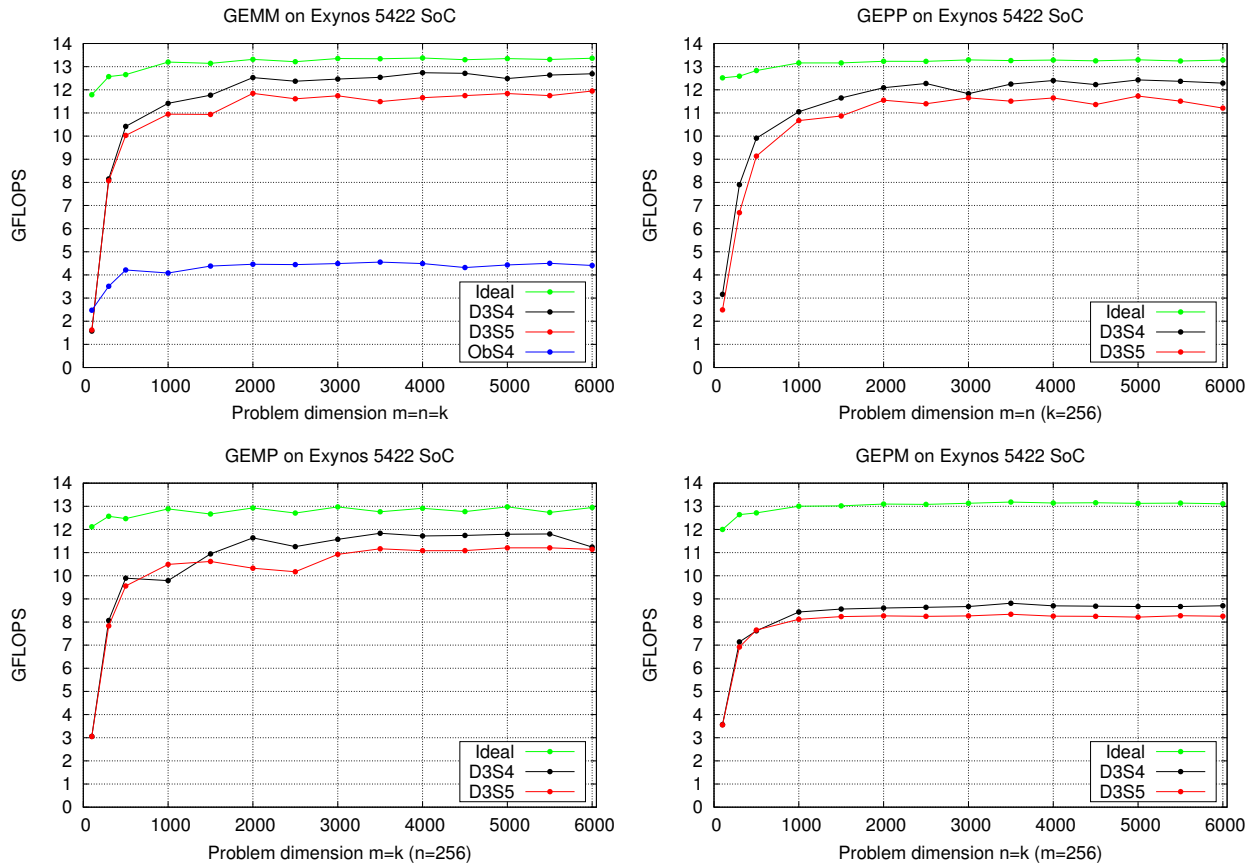 GEMM on Exynos 5422 SoC
14
13
12
11
10
9
8
7
6
5
4
3
2
1
0
GFLOPS
Ideal
D3S4
D3S5
ObS4
0 1000 2000 3000 4000 5000 6000
Problem dimension m=n=k
GEPP on Exynos 5422 SoC
14
13
12
11
10
9
8
7
6
5
4
3
2
1
0
GFLOPS
Ideal
D3S4
D3S5
0 1000 2000 3000 4000 5000 6000
Problem dimension m=n (k=256)
GEMP on Exynos 5422 SoC
14
13
12
11
10
9
8
7
6
5
4
3
2
1
0
GFLOPS
Ideal
D3S4
D3S5
0 1000 2000 3000 4000 5000 6000
Problem dimension m=k (n=256)
GEPM on Exynos 5422 SoC
14
13
12
11
10
9
8
7
6
5
4
3
2
1
0
GFLOPS
Ideal
D3S4
D3S5
0 1000 2000 3000 4000 5000 6000
Problem dimension n=k (m=256)